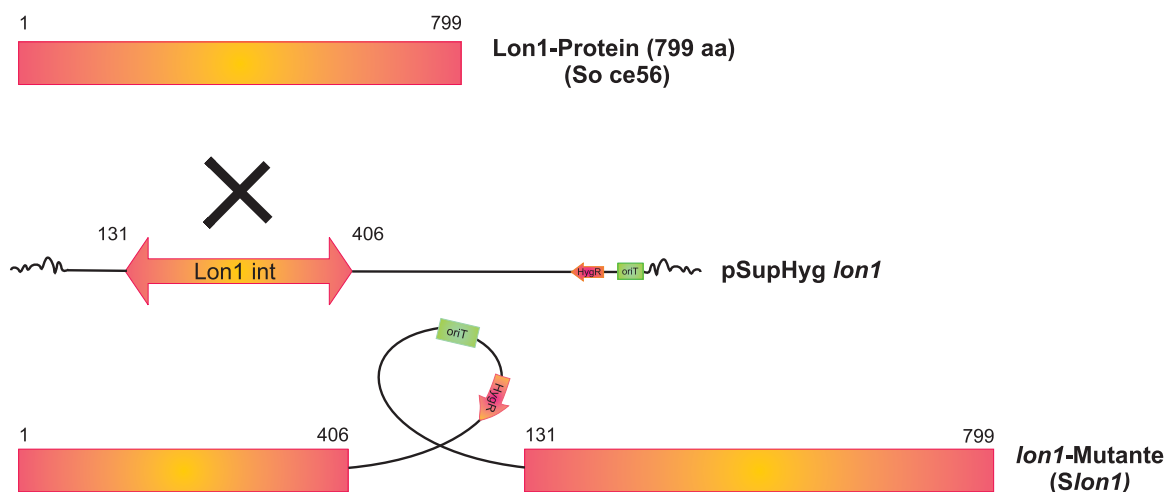 1 799
Lon1-Protein (799 aa)
(So ce56)
131 406
Lon1 int
HygR
oriT
pSupHyg lon1
oriT
HygR
1 406 131 799
lon1-Mutante
(Slon1)